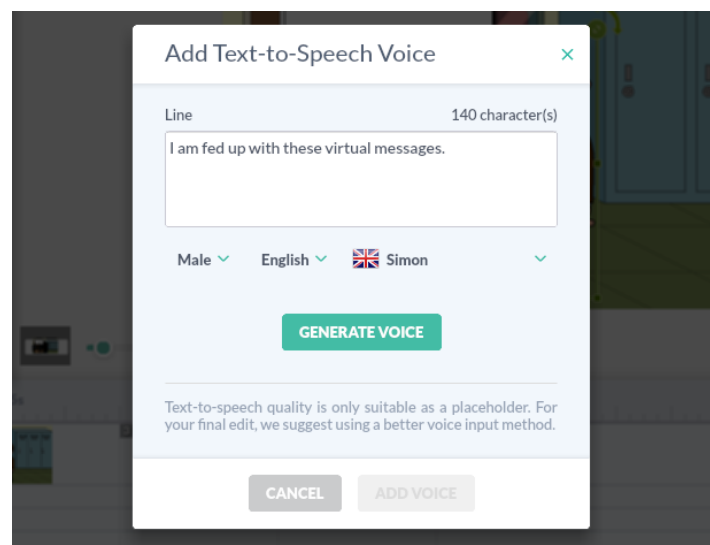 Add Text-to-Speech Voice
Line 140 character(s)
I am fed up with these virtual messages.
Male English Simon
GENERATE VOICE
Text-to-speech quality is only suitable as a placeholder. For
your final edit, we suggest using a better voice input method.
CANCEL ADD VOICE